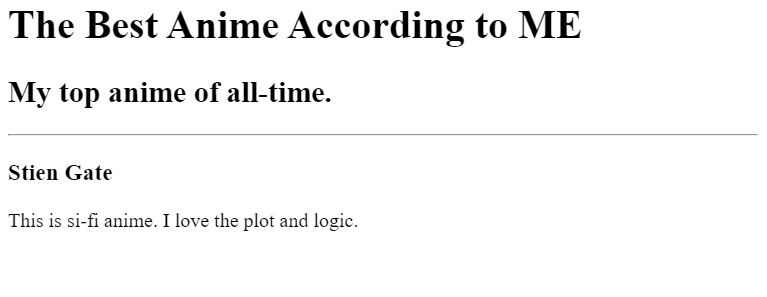 The Best Anime According to ME
My top anime of all-time.
Stien Gate
This is si-fi anime. I love the plot and logic.